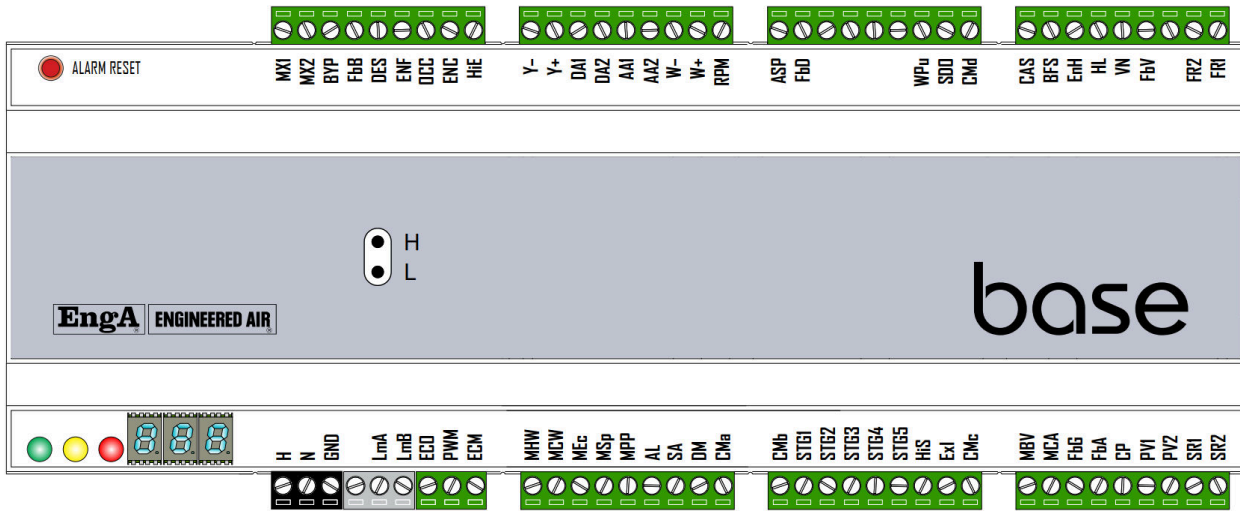 ALARM RESET
MX1 MX2 BYP FbB DES ENF OCC ENC HiE
Y- Y+ DA1 DA2 AA1 AA2 W- W+ RPM
ASP FbD WPu SDO CMd
CAS BFS EnH HL VN FbV FR2 FR1
H
L
EngA ENGINEERED AIR
base
888
H N GND LmA LmB ECO PWM ECM
MHW MCW MEc MSp MPP AL SA DM CMa
CMb STG1 STG2 STG3 STG4 STG5 HiS Ex1 CMc
MBV MCA FbG FbA CP PV1 PV2 SR1 SR2